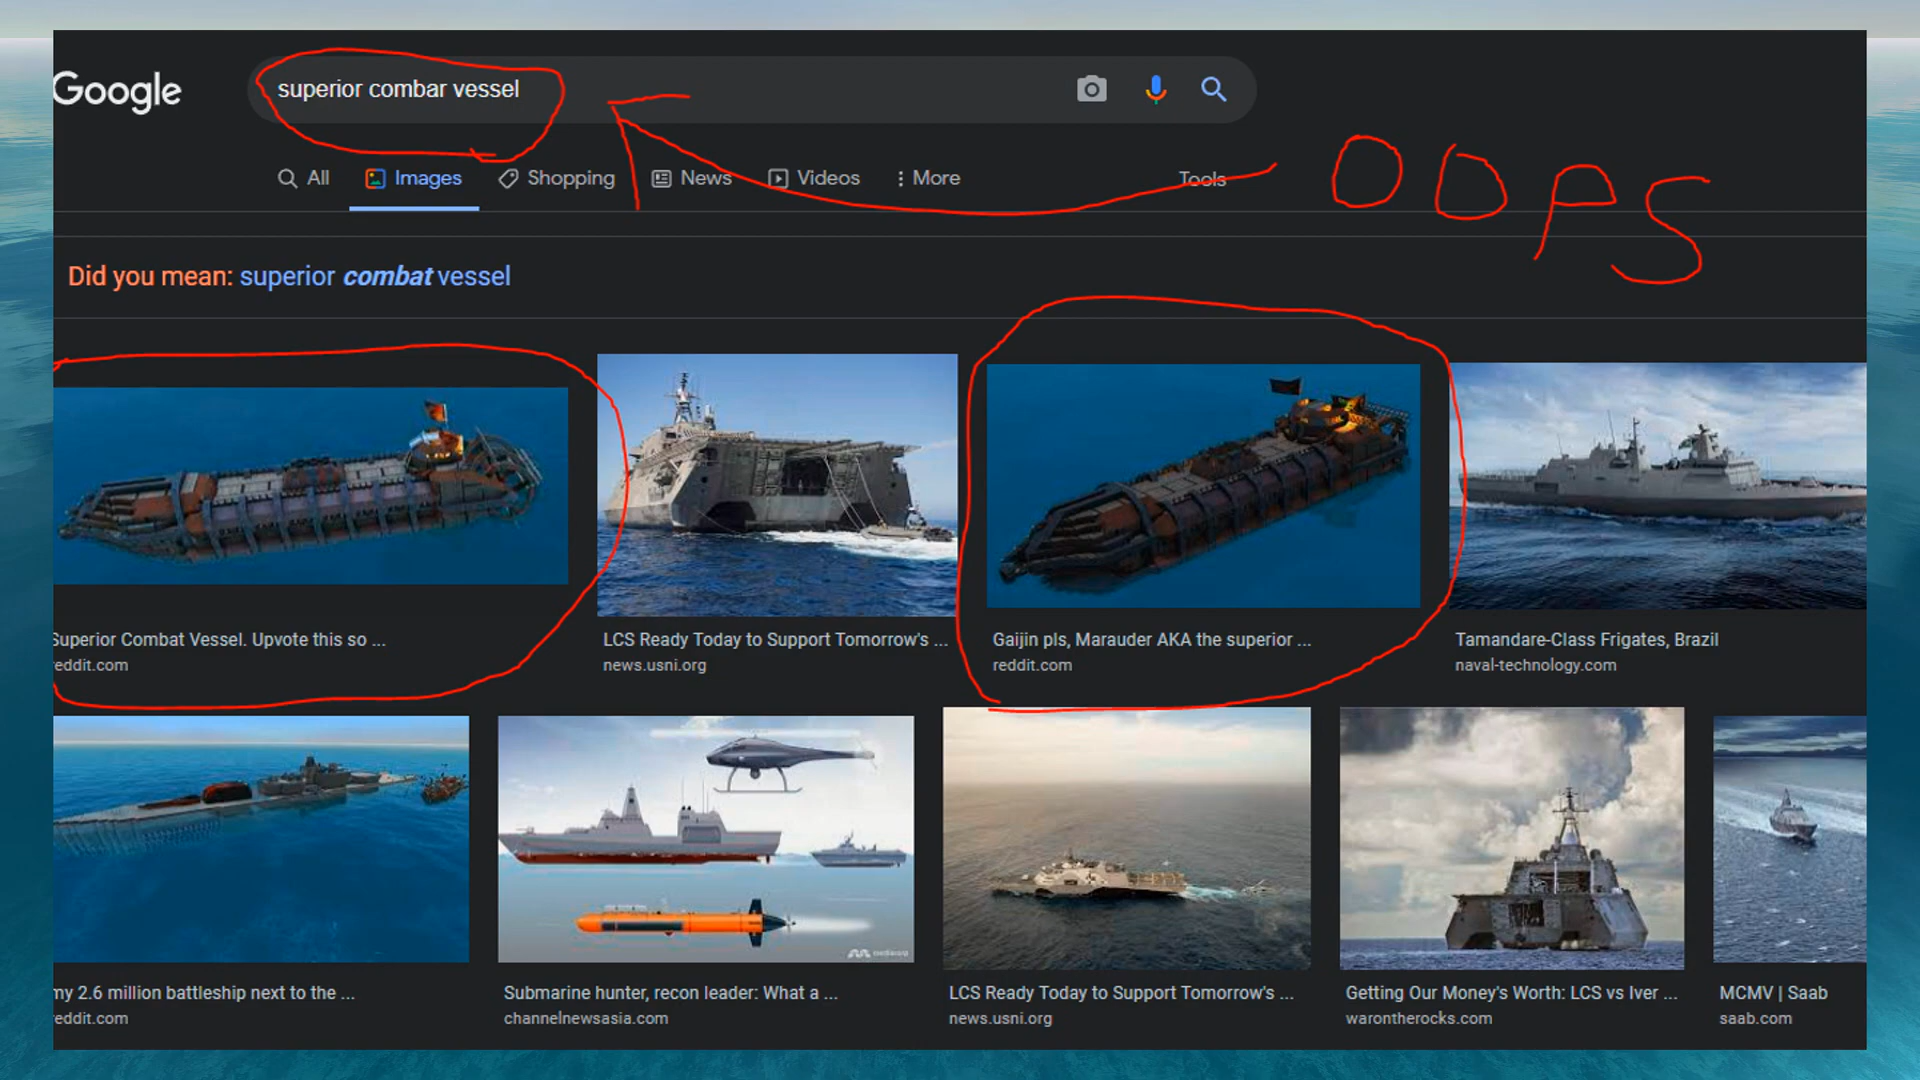 Google
superior combar vessel
OOPS
All Images Shopping News Videos More Tools
Did you mean: superior combat vessel
Superior Combat Vessel. Upvote this so ...
reddit.com
LCS Ready Today to Support Tomorrow's ...
news.usni.org
Gaijin pls, Marauder AKA the superior ...
reddit.com
Tamandare-Class Frigates, Brazil
naval-technology.com
my 2.6 million battleship next to the ...
reddit.com
Submarine hunter, recon leader: What a ...
channelnewsasia.com
LCS Ready Today to Support Tomorrow's ...
news.usni.org
Getting Our Money's Worth: LCS vs Iver ...
warontherocks.com
MCMV | Saab
saab.com